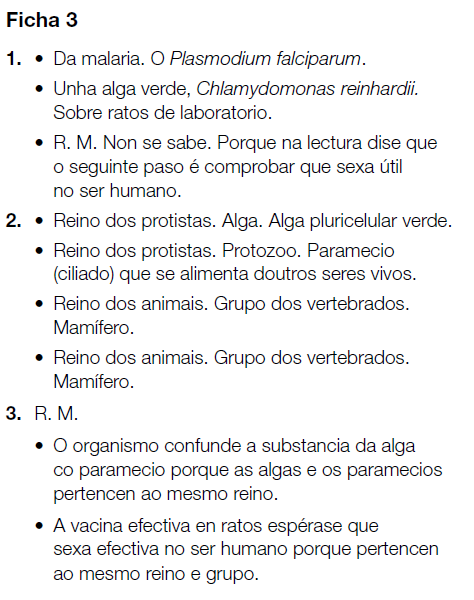 Ficha 3
1. • Da malaria. O Plasmodium falciparum.
• Unha alga verde, Chlamydomonas reinhardii.
Sobre ratos de laboratorio.
• R. M. Non se sabe. Porque na lectura dise que
o seguinte paso é comprobar que sexa útil
no ser humano.
2. • Reino dos protistas. Alga. Alga pluricelular verde.
• Reino dos protistas. Protozoo. Paramecio
(ciliado) que se alimenta doutros seres vivos.
• Reino dos animais. Grupo dos vertebrados.
Mamífero.
• Reino dos animais. Grupo dos vertebrados.
Mamífero.
3. R. M.
• O organismo confunde a substancia da alga
co paramecio porque as algas e os paramecios
pertencen ao mesmo reino.
• A vacina efectiva en ratos espérase que
sexa efectiva no ser humano porque pertencen
ao mesmo reino e grupo.